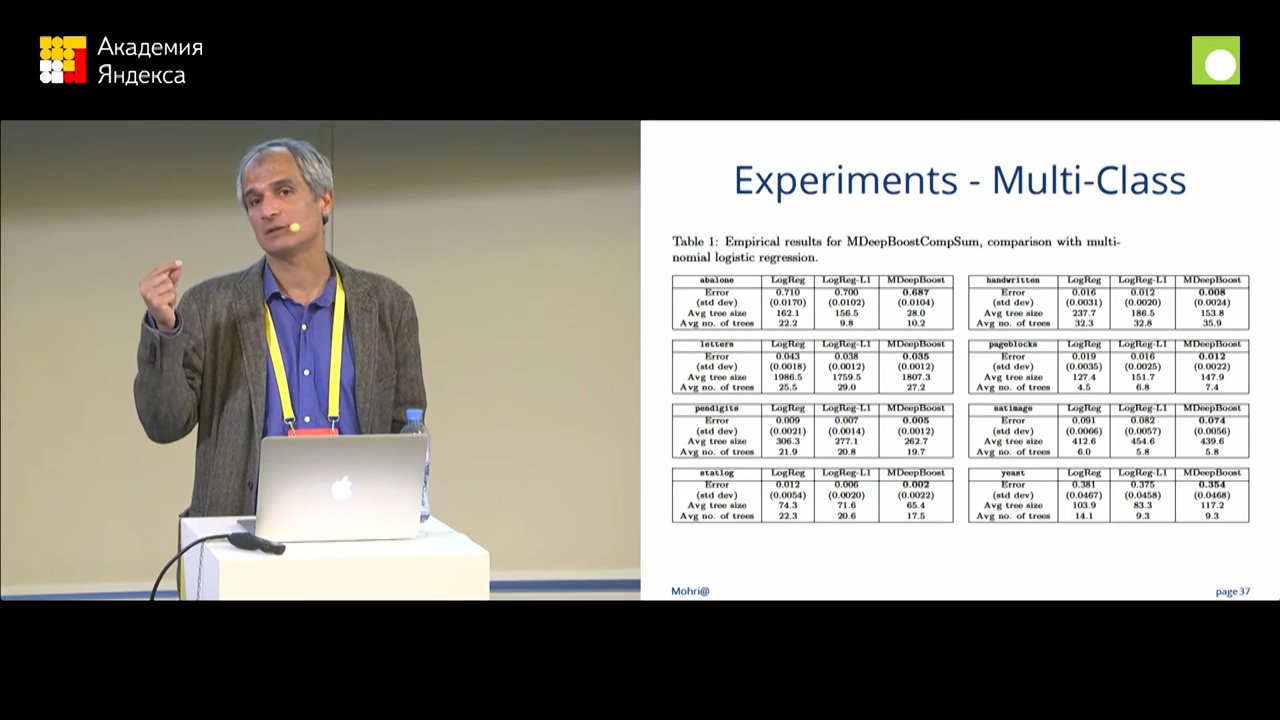 Академия
Яндекса
Experiments - Multi-Class
Table 1: Empirical results for MDeepBoostCompSum, comparison with multi-
nomial logistic regression.
abalone LogReg LogReg-L1 MDeepBoost
Error 0.710 0.700 0.687
(std dev) (0.0170) (0.0102) (0.0104)
Avg tree size 162.1 156.5 28.0
Avg no. of trees 22.2 9.8 10.2
handwritten LogReg LogReg-L1 MDeepBoost
Error 0.016 0.012 0.008
(std dev) (0.0031) (0.0020) (0.0024)
Avg tree size 237.7 186.5 153.8
Avg no. of trees 32.3 32.8 35.9
letters LogReg LogReg-L1 MDeepBoost
Error 0.043 0.038 0.035
(std dev) (0.0018) (0.0012) (0.0012)
Avg tree size 1986.5 1759.5 1807.3
Avg no. of trees 25.5 29.0 27.2
pageblocks LogReg LogReg-L1 MDeepBoost
Error 0.019 0.016 0.012
(std dev) (0.0035) (0.0025) (0.0022)
Avg tree size 127.4 151.7 147.9
Avg no. of trees 4.5 6.8 7.4
pendigits LogReg LogReg-L1 MDeepBoost
Error 0.009 0.007 0.005
(std dev) (0.0021) (0.0014) (0.0012)
Avg tree size 306.3 277.1 262.7
Avg no. of trees 21.9 20.8 19.7
satimage LogReg LogReg-L1 MDeepBoost
Error 0.091 0.082 0.074
(std dev) (0.0066) (0.0057) (0.0056)
Avg tree size 412.6 454.6 439.6
Avg no. of trees 6.0 5.8 5.8
statlog LogReg LogReg-L1 MDeepBoost
Error 0.012 0.006 0.002
(std dev) (0.0054) (0.0020) (0.0022)
Avg tree size 74.3 71.6 65.4
Avg no. of trees 22.3 20.6 17.5
yeast LogReg LogReg-L1 MDeepBoost
Error 0.381 0.375 0.354
(std dev) (0.0467) (0.0458) (0.0468)
Avg tree size 103.9 83.3 117.2
Avg no. of trees 14.1 9.3 9.3
Mohri@ page 37